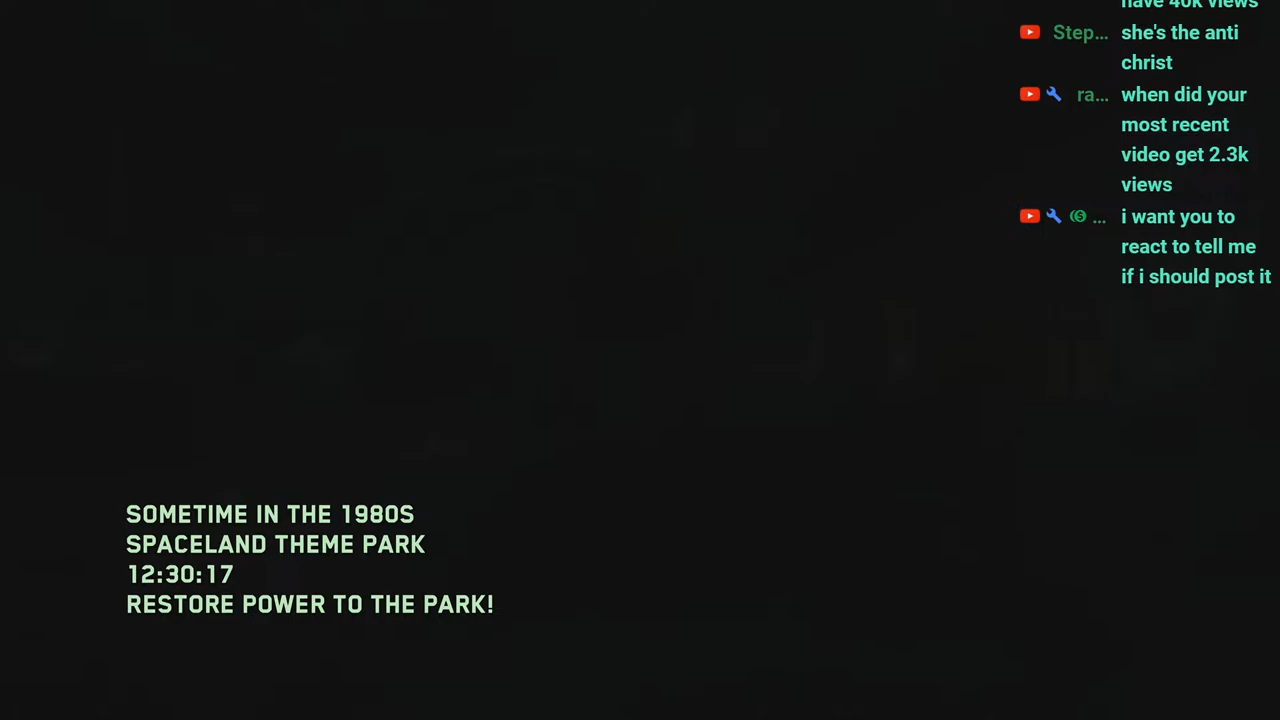 have 40k views
Step... she's the anti
christ
ra... when did your
most recent
video get 2.3k
views
... i want you to
react to tell me
if i should post it
SOMETIME IN THE 1980S
SPACELAND THEME PARK
12:30:17
RESTORE POWER TO THE PARK!